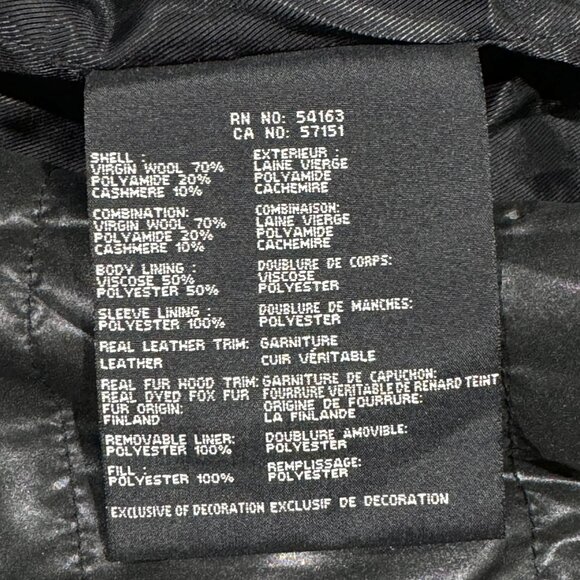 RN NO: 54163
CA NO: 57151
SHELL : EXTERIEUR :
VIRGIN WOOL 70% LAINE VIERGE
POLYAMIDE 20% POLYAMIDE
CASHMERE 10% CACHEMIRE
COMBINATION: COMBINAISON:
VIRGIN WOOL 70% LAINE VIERGE
POLYAMIDE 20% POLYAMIDE
CASHMERE 10% CACHEMIRE
BODY LINING : DOUBLURE DE CORPS:
VISCOSE 50% VISCOSE
POLYESTER 50% POLYESTER
SLEEVE LINING : DOUBLURE DE MANCHES:
POLYESTER 100% POLYESTER
REAL LEATHER TRIM: GARNITURE
LEATHER CUIR VÉRITABLE
REAL FUR HOOD TRIM: GARNITURE DE CAPUCHON:
REAL DYED FOX FUR FOURRURE VERITABLE DE RENARD TEINT
FUR ORIGIN: ORIGINE DE FOURRURE:
FINLAND LA FINLANDE
REMOVABLE LINER: DOUBLURE AMOVIBLE:
POLYESTER 100% POLYESTER
FILL : REMPLISSAGE:
POLYESTER 100% POLYESTER
EXCLUSIVE OF DECORATION EXCLUSIF DE DECORATION